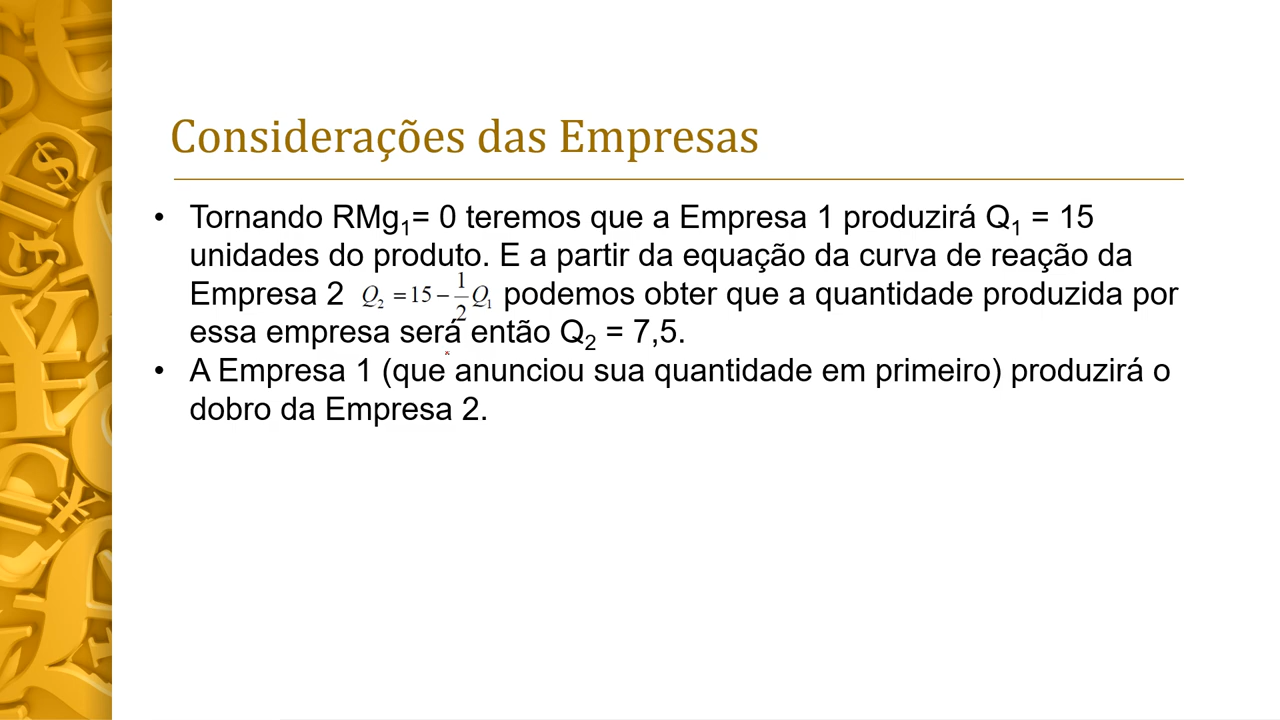 Considerações das Empresas
• Tornando RMg₁= 0 teremos que a Empresa 1 produzirá Q₁ = 15
unidades do produto. E a partir da equação da curva de reação da
Empresa 2 Q₂ = 15 − 1/2 Q₁ podemos obter que a quantidade produzida por
essa empresa será então Q₂ = 7,5.
• A Empresa 1 (que anunciou sua quantidade em primeiro) produzirá o
dobro da Empresa 2.